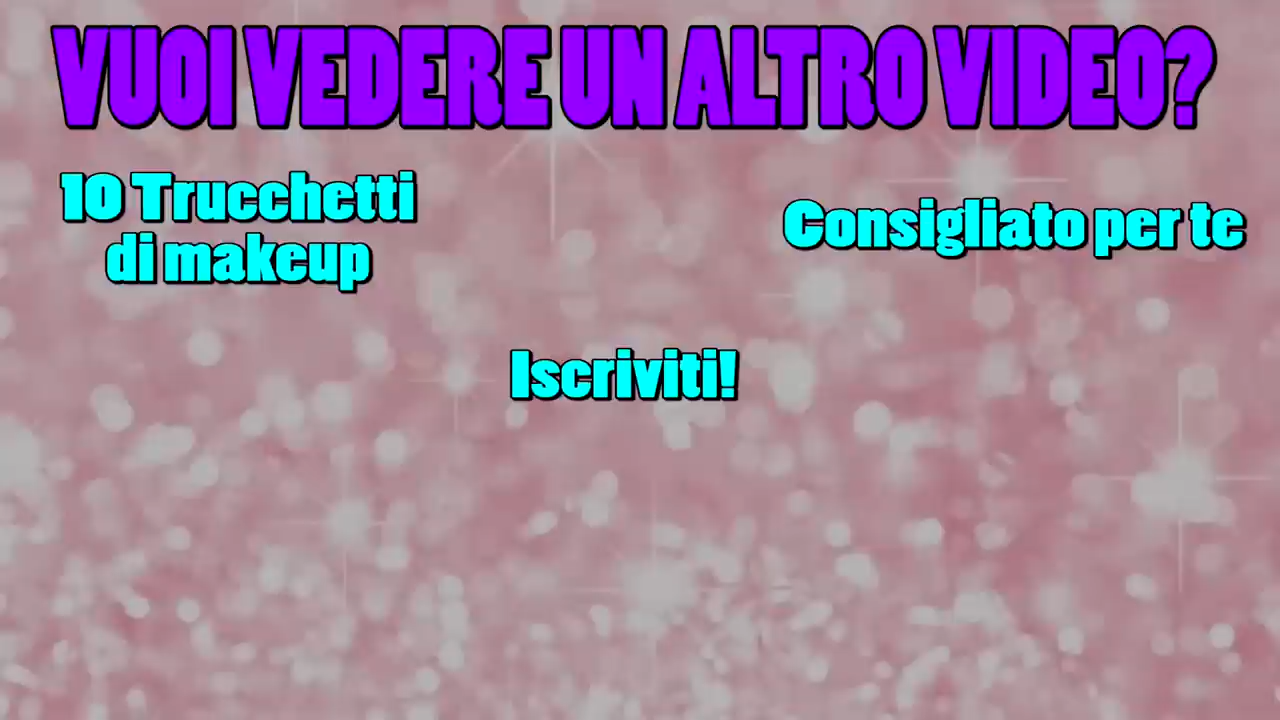 VUOI VEDERE UN ALTRO VIDEO?
10 Trucchetti
di makeup
Consigliato per te
Iscriviti!